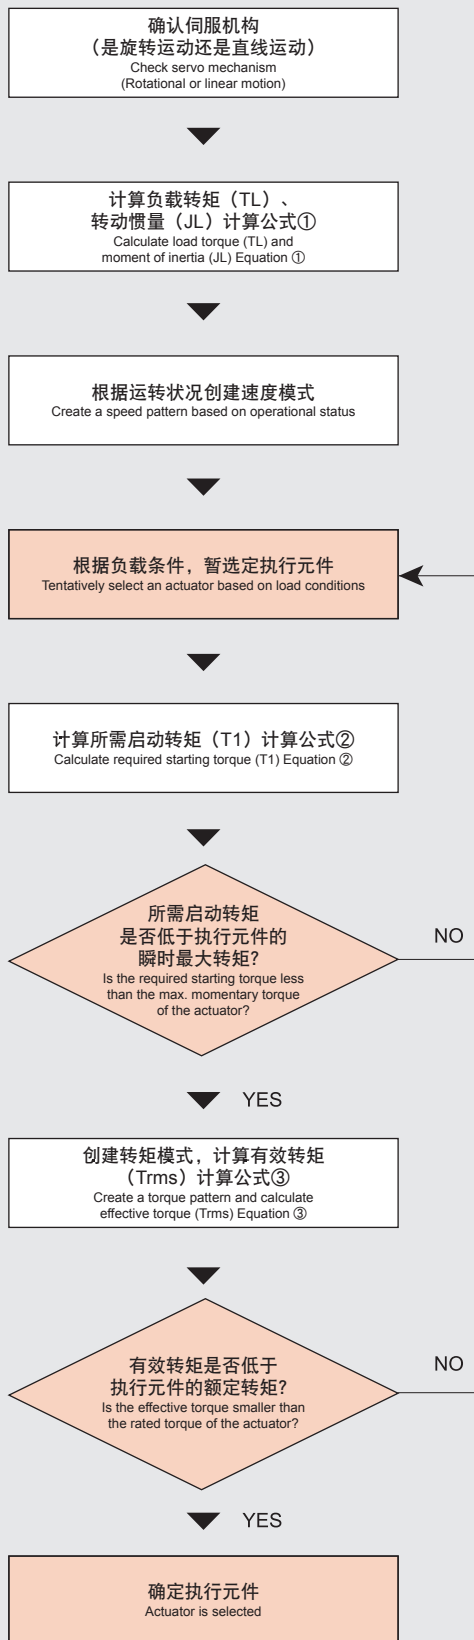 确认伺服机构
（是旋转运动还是直线运动）
Check servo mechanism
(Rotational or linear motion)
计算负载转矩（TL）、
转动惯量（JL）计算公式①
Calculate load torque (TL) and
moment of inertia (JL) Equation ①
根据运转状况创建速度模式
Create a speed pattern based on operational status
根据负载条件，暂选定执行元件
Tentatively select an actuator based on load conditions
计算所需启动转矩（T1）计算公式②
Calculate required starting torque (T1) Equation ②
所需启动转矩
是否低于执行元件的
瞬时最大转矩?
Is the required starting torque less
than the max. momentary torque
of the actuator?
NO
YES
创建转矩模式，计算有效转矩
（Trms）计算公式③
Create a torque pattern and calculate
effective torque (Trms) Equation ③
有效转矩是否低于
执行元件的额定转矩?
Is the effective torque smaller than
the rated torque of the actuator?
NO
YES
确定执行元件
Actuator is selected